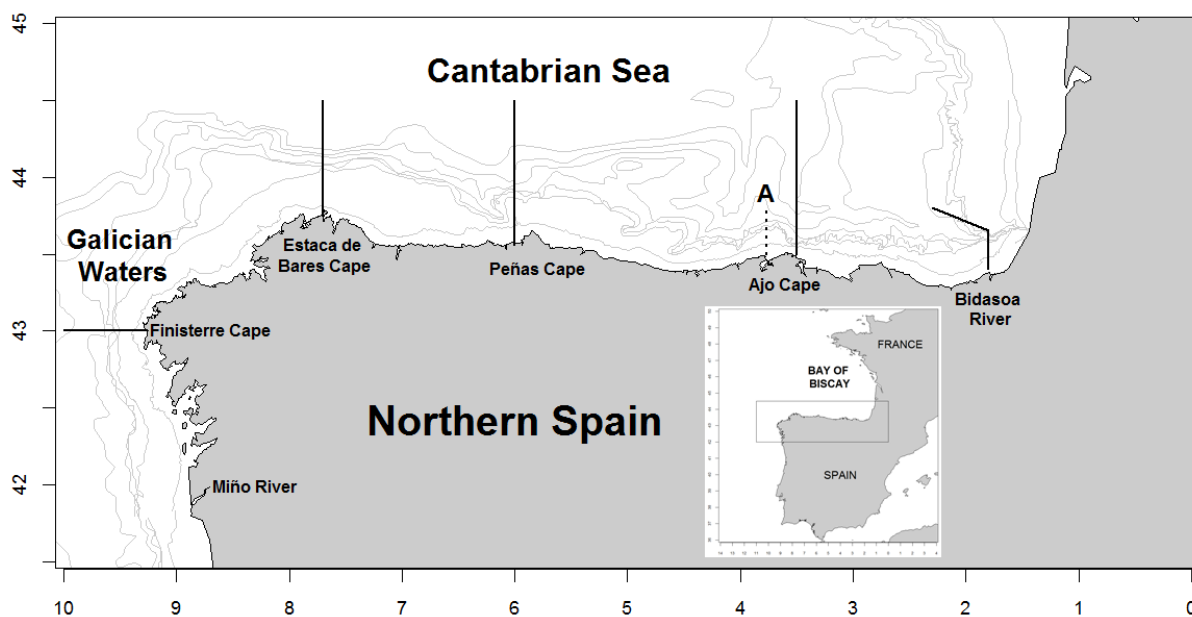 45
Cantabrian Sea
44
A
Galician
Waters
Estaca de
Bares Cape
Peñas Cape
Ajo Cape
Bidasoa
River
43
Finisterre Cape
FRANCE
BAY OF
BISCAY
Northern Spain
SPAIN
42
Miño River
10 9 8 7 6 5 4 3 2 1 0